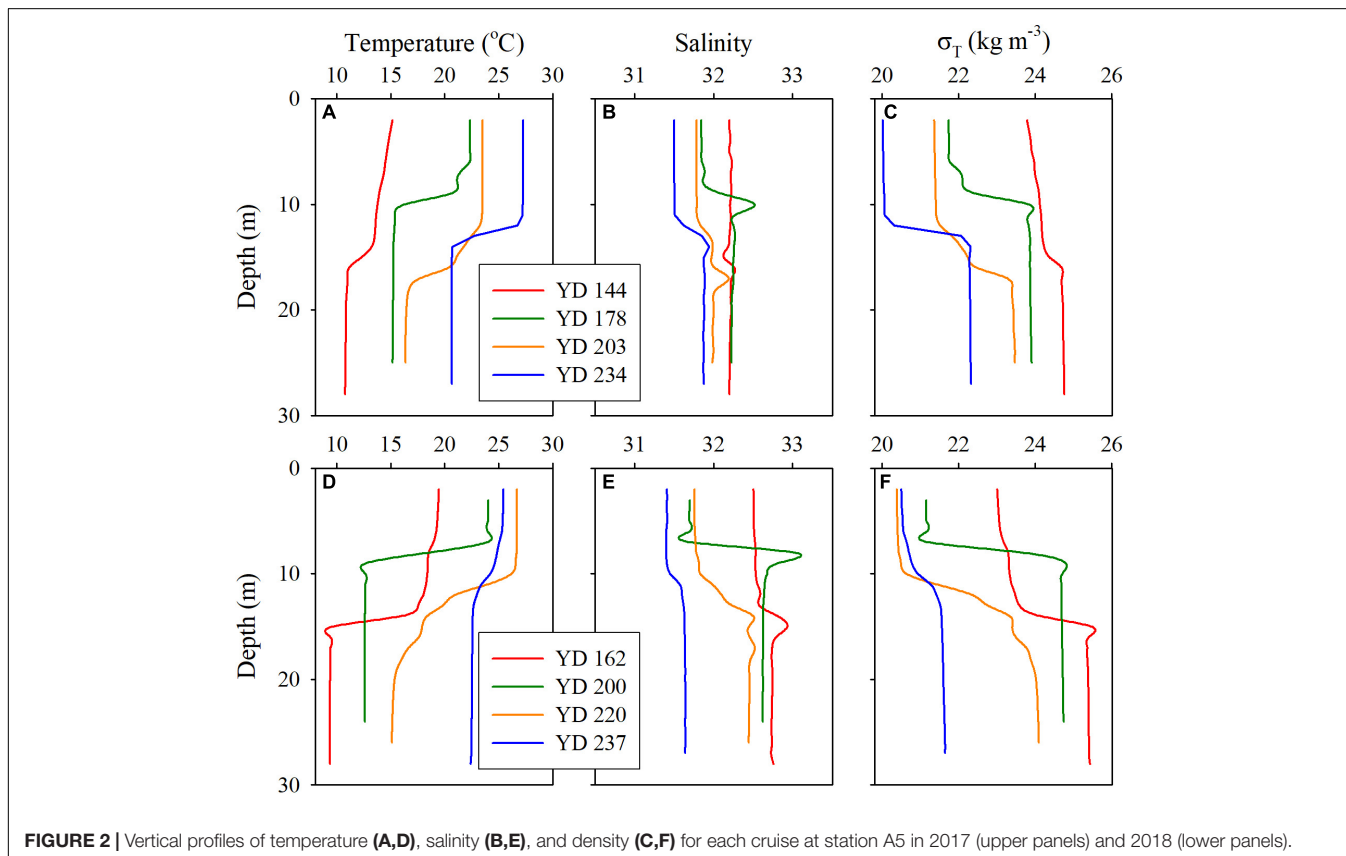 Temperature (°C) Salinity σT (kg m-3)
10 15 20 25 30 31 32 33 20 22 24 26
0
A B C
10
Depth (m)
20
YD 144
YD 178
YD 203
YD 234
30
10 15 20 25 30 31 32 33 20 22 24 26
0
D E F
10
Depth (m)
20
YD 162
YD 200
YD 220
YD 237
30
FIGURE 2 | Vertical profiles of temperature (A,D), salinity (B,E), and density (C,F) for each cruise at station A5 in 2017 (upper panels) and 2018 (lower panels).